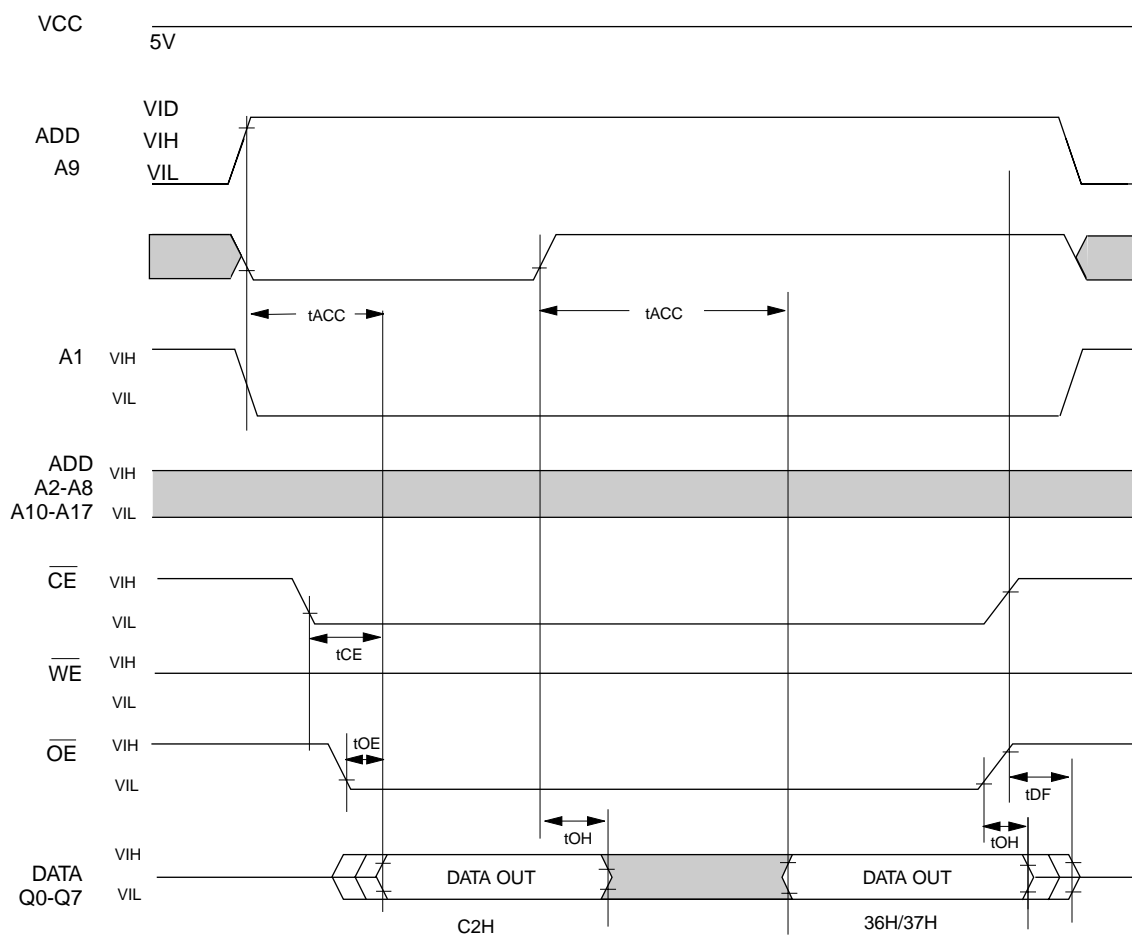 VCC
5V
VID
ADD
VIH
A9
VIL
tACC
tACC
A1
VIH
VIL
ADD
VIH
A2-A8
A10-A17
VIL
CE
VIH
VIL
tCE
WE
VIH
VIL
OE
VIH
tOE
VIL
tDF
tOH
tOH
VIH
DATA
DATA OUT
DATA OUT
Q0-Q7
VIL
C2H
36H/37H